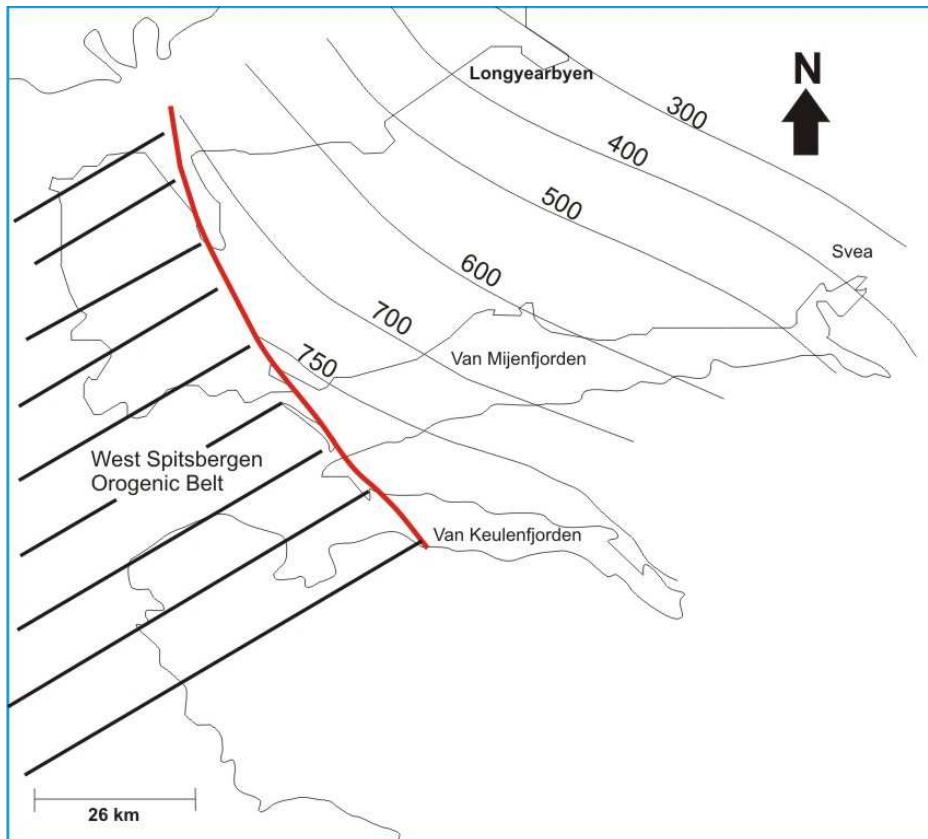 N
Longyearbyen
300
400
500
600
700
750
Svea
Van Mijenfjorden
West Spitsbergen
Orogenic Belt
Van Keulenfjorden
26 km